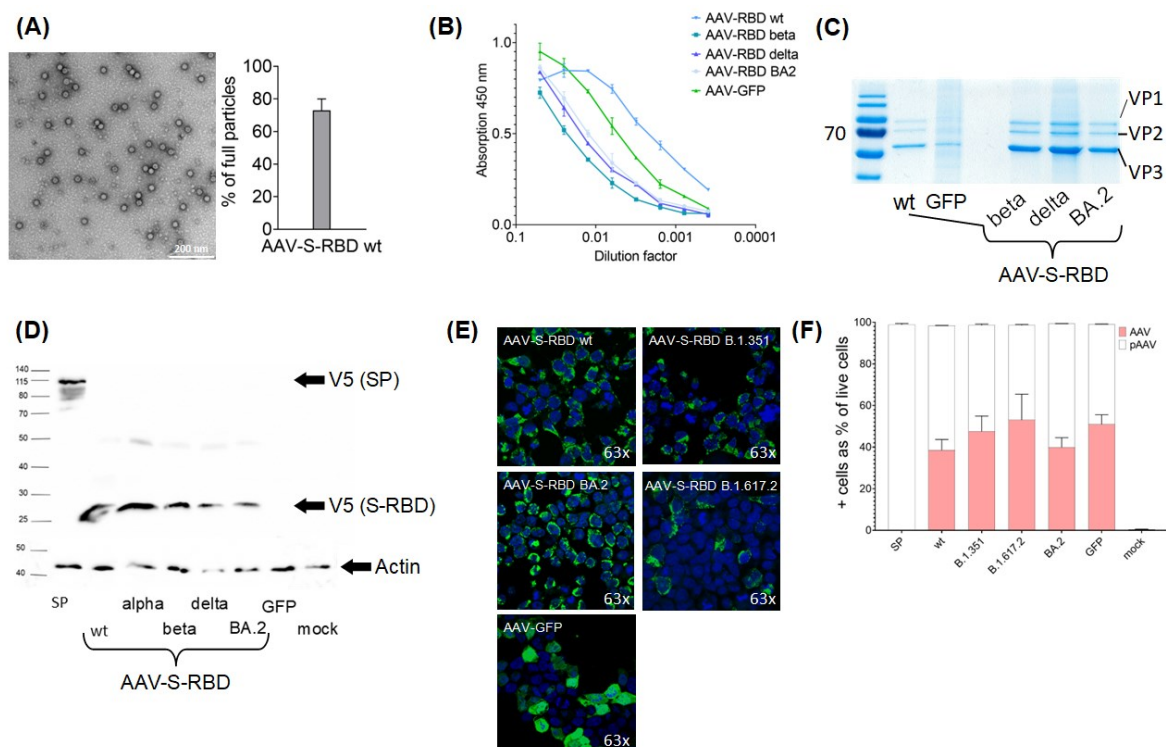 (A)
200 nm
% of full particles
100
80
60
40
20
0
AAV-S-RBD wt
(B)
Absorption 450 nm
1.0
0.5
0.0
0.1
0.01
0.001
0.0001
Dilution factor
AAV-RBD wt
AAV-RBD beta
AAV-RBD delta
AAV-RBD BA2
AAV-GFP
(C)
70
VP1
VP2
VP3
wt GFP
beta
delta
BA.2
AAV-S-RBD
(D)
140
115
80
70
50
40
30
25
50
40
V5 (SP)
V5 (S-RBD)
Actin
SP
alpha
delta
GFP
wt
beta
BA.2
mock
AAV-S-RBD
(E)
AAV-S-RBD wt
63x
AAV-S-RBD B.1.351
63x
AAV-S-RBD BA.2
63x
AAV-S-RBD B.1.617.2
63x
AAV-GFP
63x
(F)
+ cells as % of live cells
100
80
60
40
20
0
SP
wt
B.1.351
B.1.617.2
BA.2
GFP
mock
AAV
pAAV